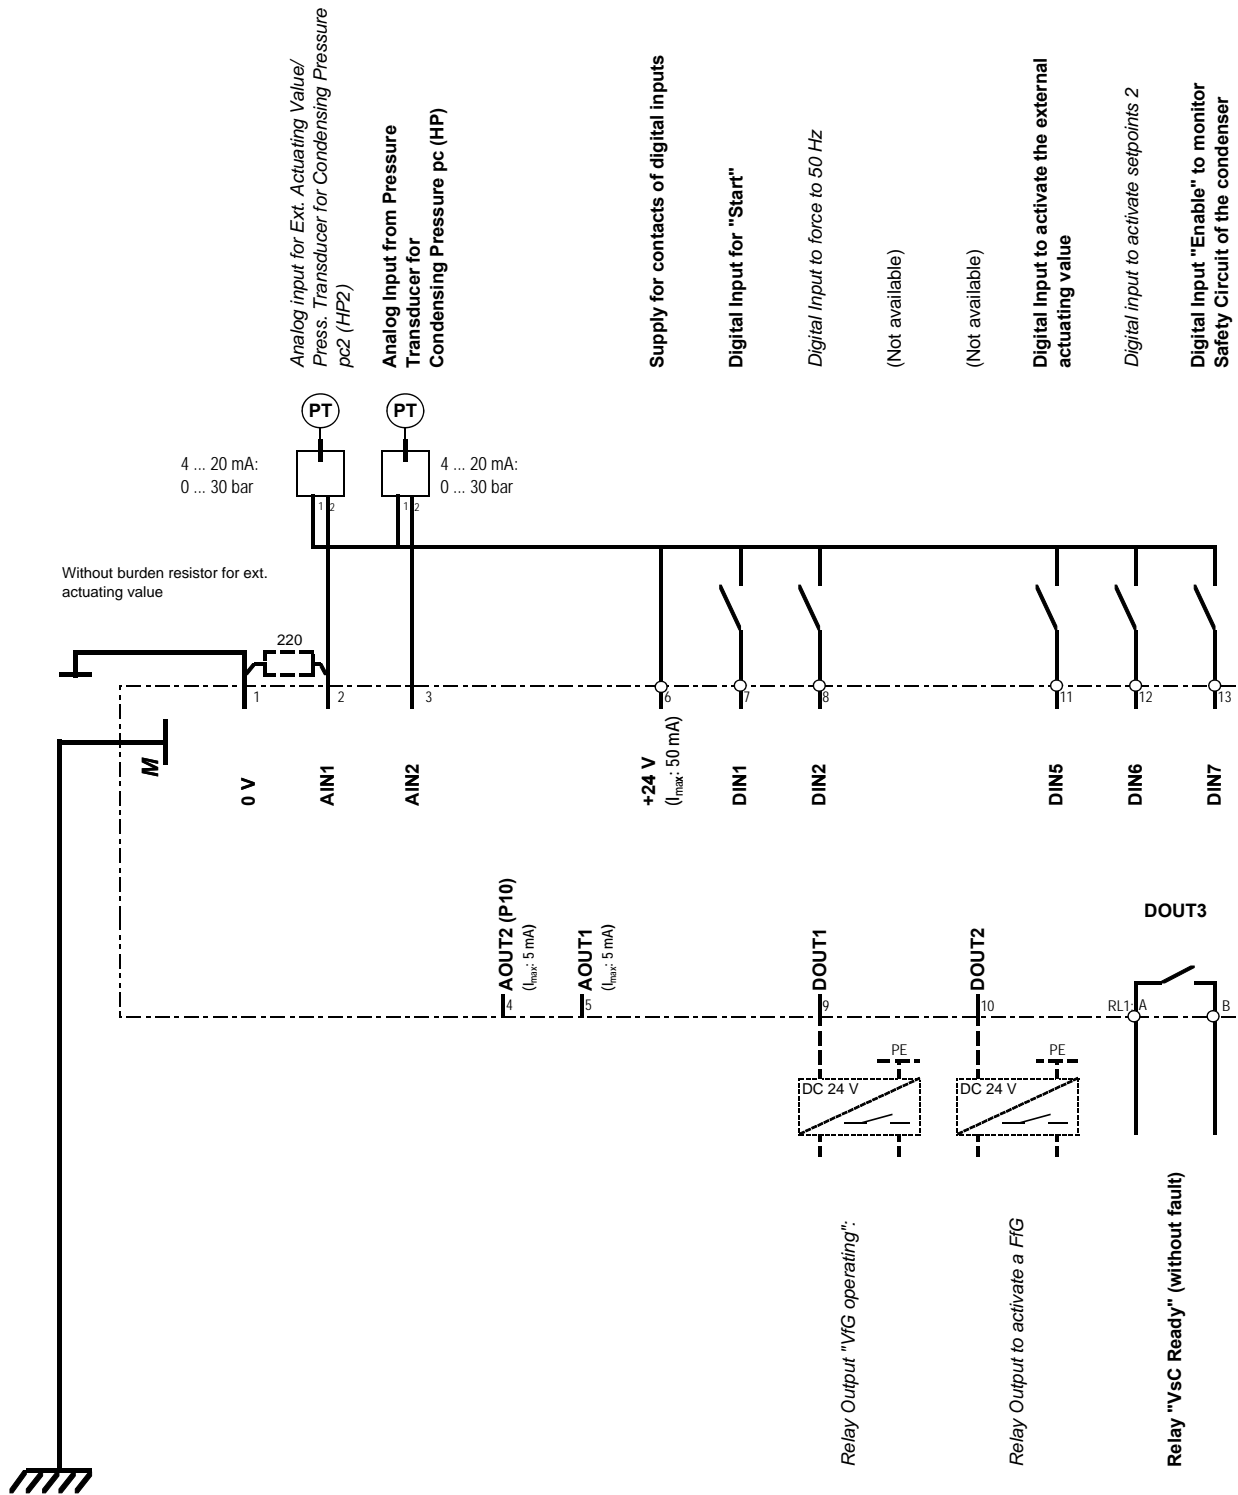 Analog input for Ext. Actuating Value/
Press. Transducer for Condensing Pressure
pc2 (HP2)
Analog Input from Pressure
Transducer for
Condensing Pressure pc (HP)
Supply for contacts of digital inputs
Digital Input for "Start"
Digital Input to force to 50 Hz
(Not available)
(Not available)
Digital Input to activate the external
actuating value
Digital input to activate setpoints 2
Digital Input "Enable" to monitor
Safety Circuit of the condenser
PT
PT
4 ... 20 mA:
0 ... 30 bar
4 ... 20 mA:
0 ... 30 bar
1 2
1 2
Without burden resistor for ext.
actuating value
220
1
2
3
6
7
8
11
12
13
M
0 V
AIN1
AIN2
+24 V
(Imax: 50 mA)
DIN1
DIN2
DIN5
DIN6
DIN7
AOUT2 (P10)
(Imax: 5 mA)
AOUT1
(Imax: 5 mA)
DOUT1
DOUT2
DOUT3
4
5
9
10
RL1: A
B
PE
PE
DC 24 V
DC 24 V
Relay Output "VfG operating":
Relay Output to activate a FfG
Relay "VsC Ready" (without fault)